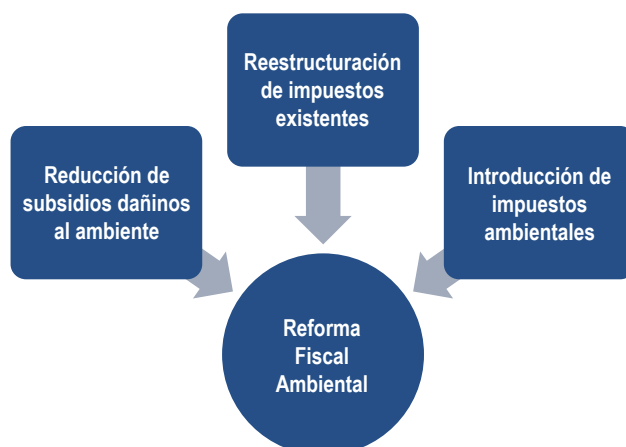 Reestructuración
de impuestos
existentes
Reducción de
subsidios dañinos
al ambiente
Introducción de
impuestos
ambientales
Reforma
Fiscal
Ambiental